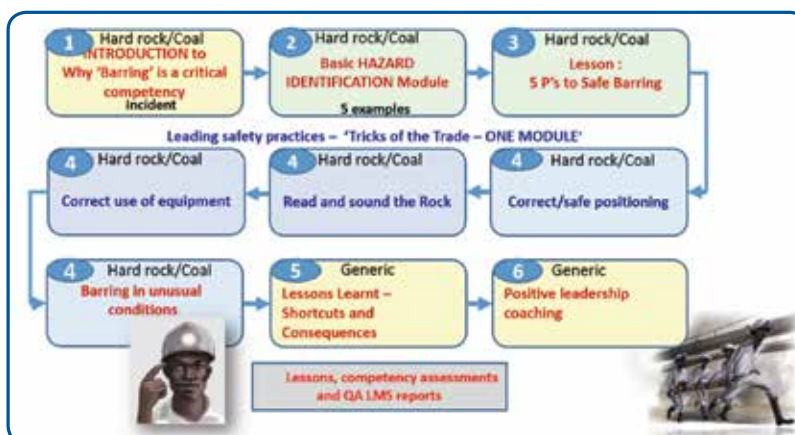 1
Hard rock/Coal
INTRODUCTION to
Why 'Barring' is a critical
competency
Incident
2
Hard rock/Coal
Basic HAZARD
IDENTIFICATION Module
5 examples
3
Hard rock/Coal
Lesson :
5 P's to Safe Barring
Leading safety practices – 'Tricks of the Trade – ONE MODULE'
4
Hard rock/Coal
Correct/safe positioning
4
Hard rock/Coal
Read and sound the Rock
4
Hard rock/Coal
Correct use of equipment
4
Hard rock/Coal
Barring in unusual
conditions
5
Generic
Lessons Learnt –
Shortcuts and
Consequences
6
Generic
Positive leadership
coaching
Lessons, competency assessments
and QA LMS reports